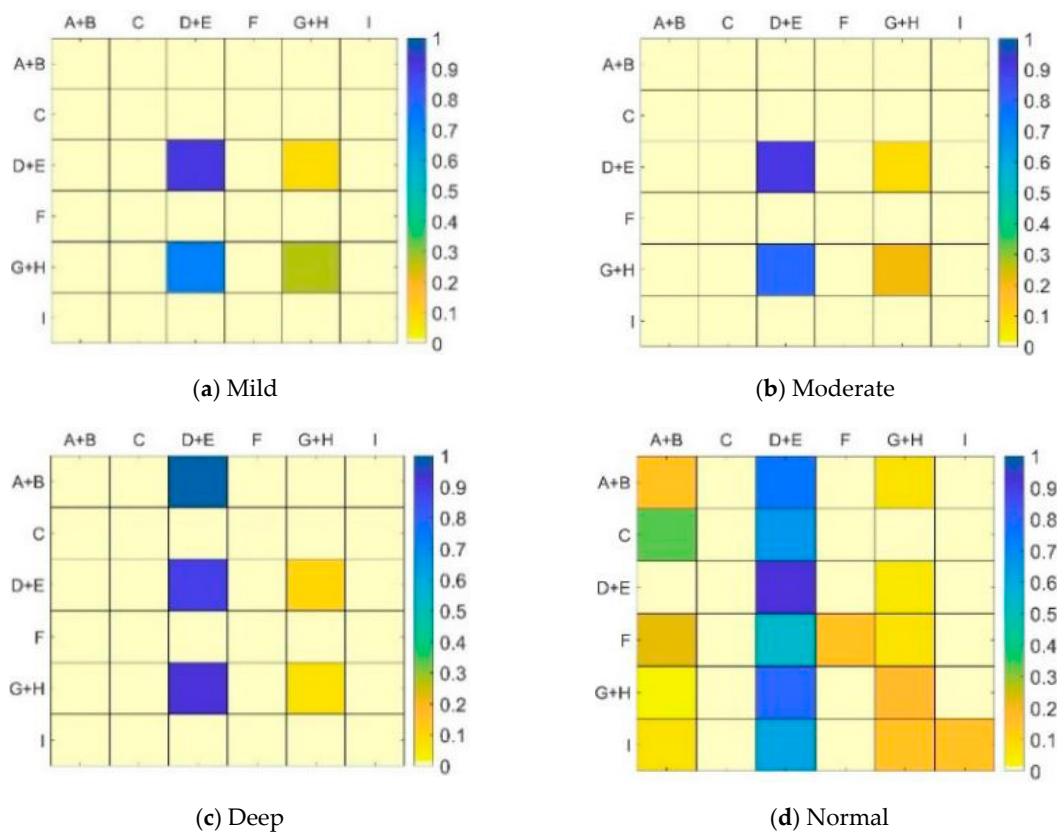 A+B C D+E F G+H I
A+B
C
D+E
F
G+H
I
1
0.9
0.8
0.7
0.6
0.5
0.4
0.3
0.2
0.1
0
(a) Mild
A+B C D+E F G+H I
A+B
C
D+E
F
G+H
I
1
0.9
0.8
0.7
0.6
0.5
0.4
0.3
0.2
0.1
0
(b) Moderate
A+B C D+E F G+H I
A+B
C
D+E
F
G+H
I
1
0.9
0.8
0.7
0.6
0.5
0.4
0.3
0.2
0.1
0
(c) Deep
A+B C D+E F G+H I
A+B
C
D+E
F
G+H
I
1
0.9
0.8
0.7
0.6
0.5
0.4
0.3
0.2
0.1
0
(d) Normal